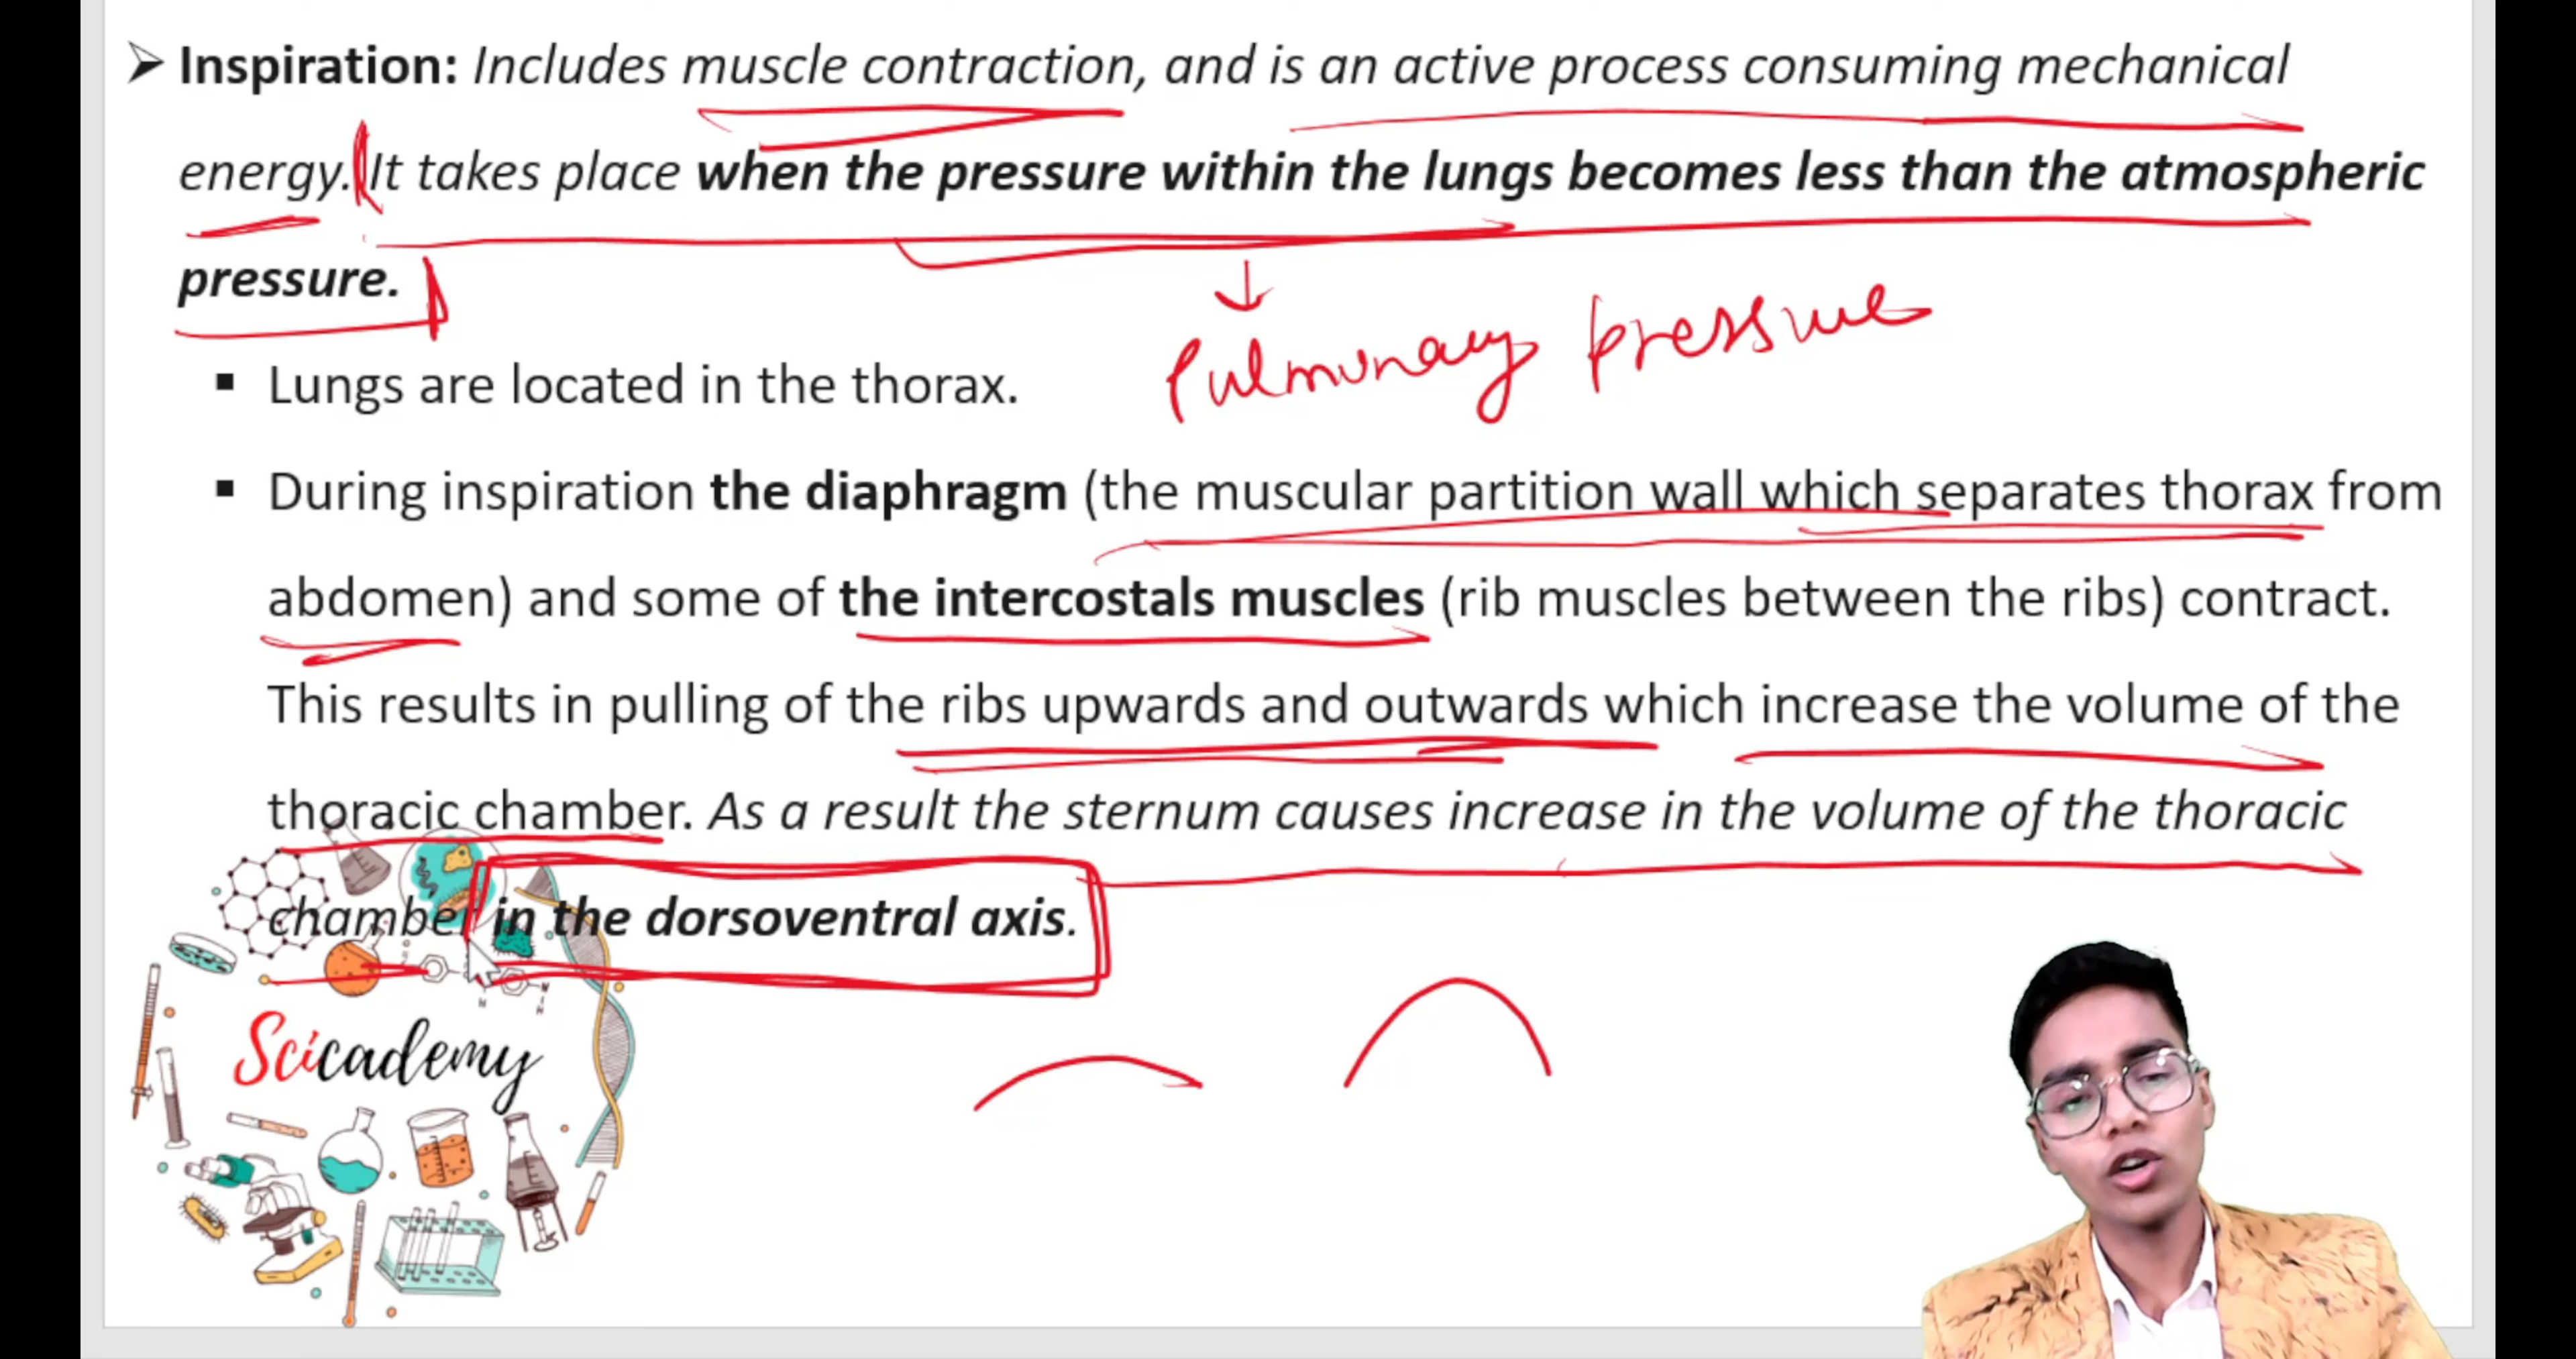 ➢ Inspiration: Includes muscle contraction, and is an active process consuming mechanical
energy. It takes place when the pressure within the lungs becomes less than the atmospheric
pressure.
Pulmonary pressure
▪ Lungs are located in the thorax.
▪ During inspiration the diaphragm (the muscular partition wall which separates thorax from
abdomen) and some of the intercostals muscles (rib muscles between the ribs) contract.
This results in pulling of the ribs upwards and outwards which increase the volume of the
thoracic chamber. As a result the sternum causes increase in the volume of the thoracic
chamber in the dorsoventral axis.
Scicademy